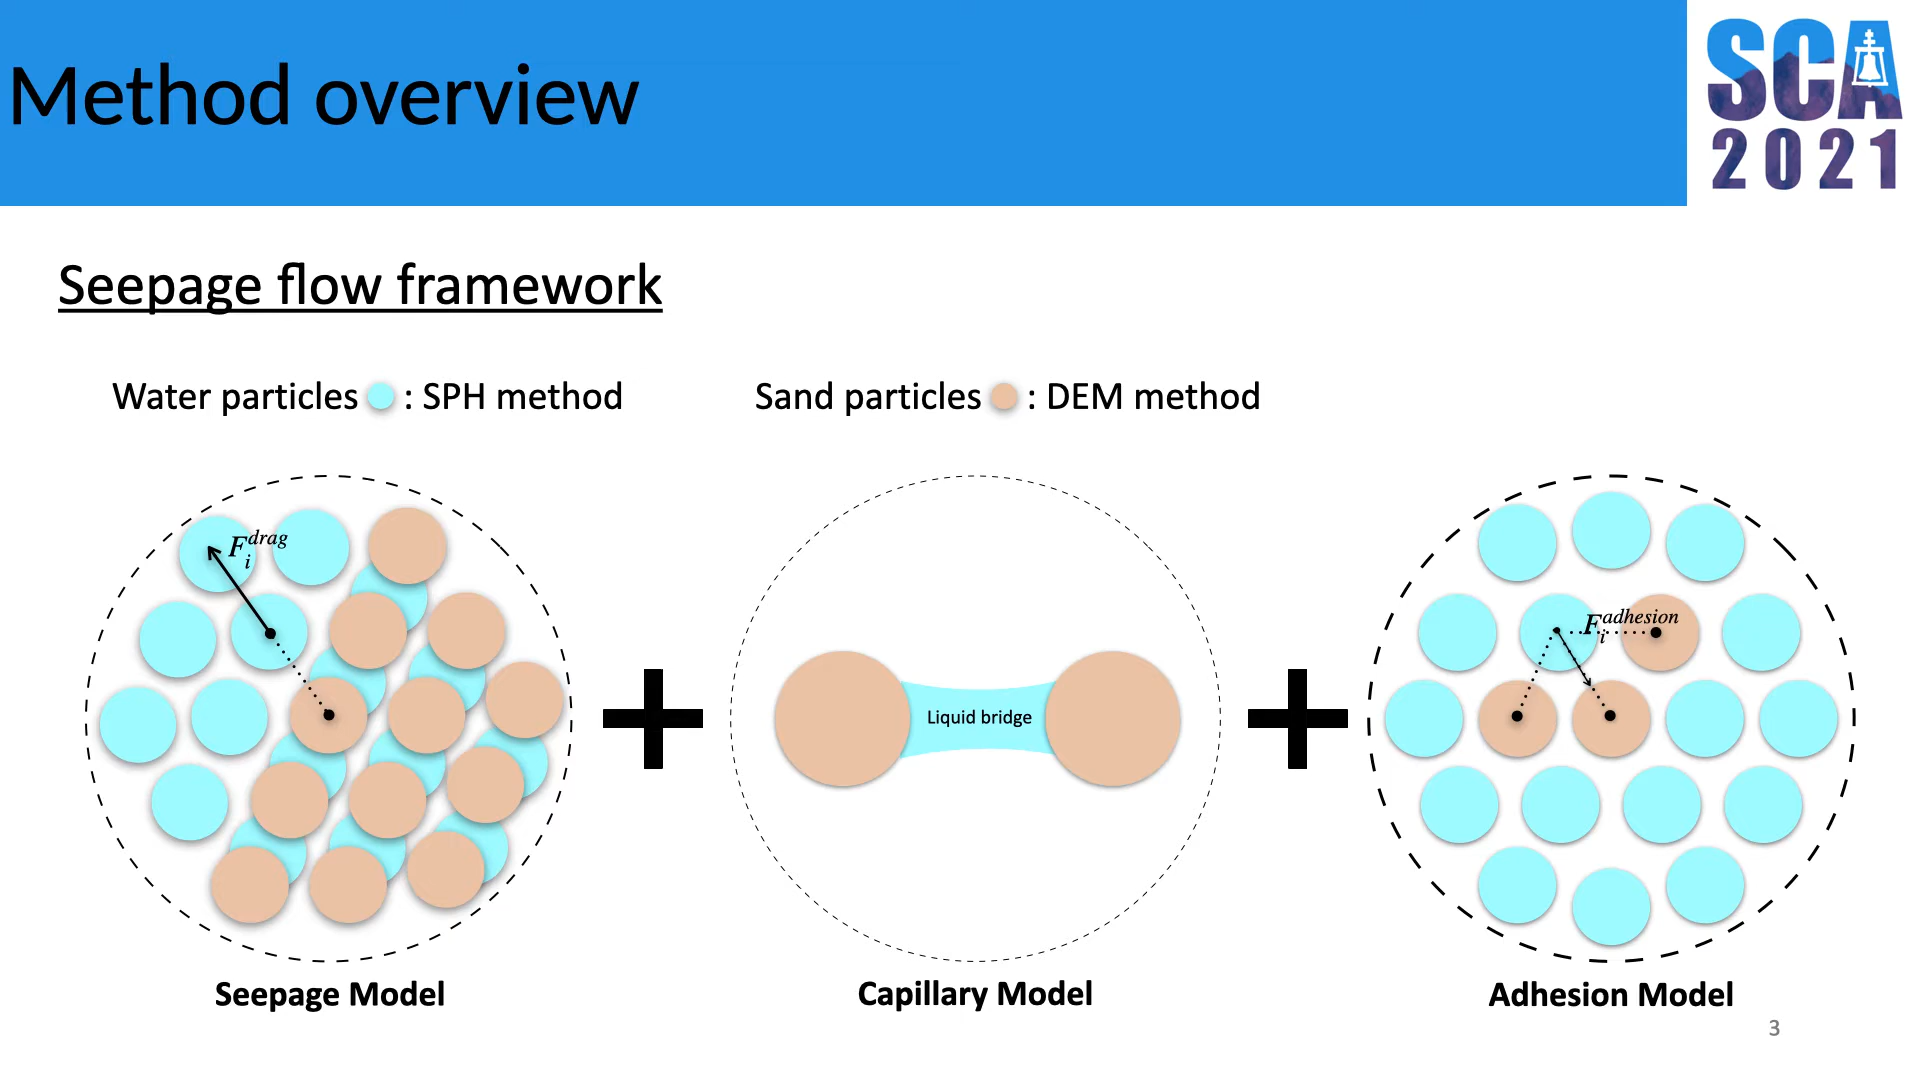 Method overview
SCA
2021
Seepage flow framework
Water particles : SPH method
Sand particles : DEM method
F_i^{drag}
Liquid bridge
F_i^{adhesion}
Seepage Model
Capillary Model
Adhesion Model
3